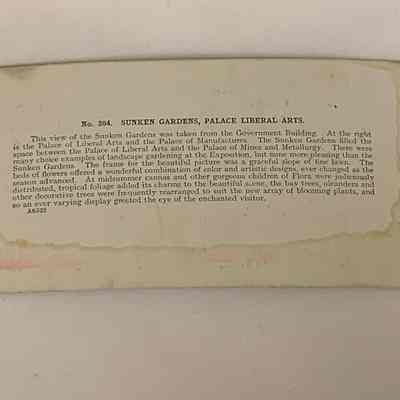 No. 304. SUNKEN GARDENS, PALACE LIBERAL ARTS.
This view of the Sunken Gardens was taken from the Government Building. At the right
is the Palace of Liberal Arts and the Palace of Manufactures. The Sunken Gardens filled the
space between the Palace of Liberal Arts and the Palace of Mines and Metallurgy. There were
many choice examples of landscape gardening at the Exposition, but none more pleasing than the
Sunken Gardens. The frame for the beautiful picture was a graceful slope of fine lawn. The
beds of flowers offered a wonderful combination of color and artistic designs, ever changed as the
season advanced. At midsummer cannas and other gorgeous children of Flora were judiciously
distributed, tropical foliage added its charms to the beautiful scene, the bay trees, oleanders and
other decorative trees were frequently rearranged to suit the new array of blooming plants, and
so an ever varying display greeted the eye of the enchanted visitor.